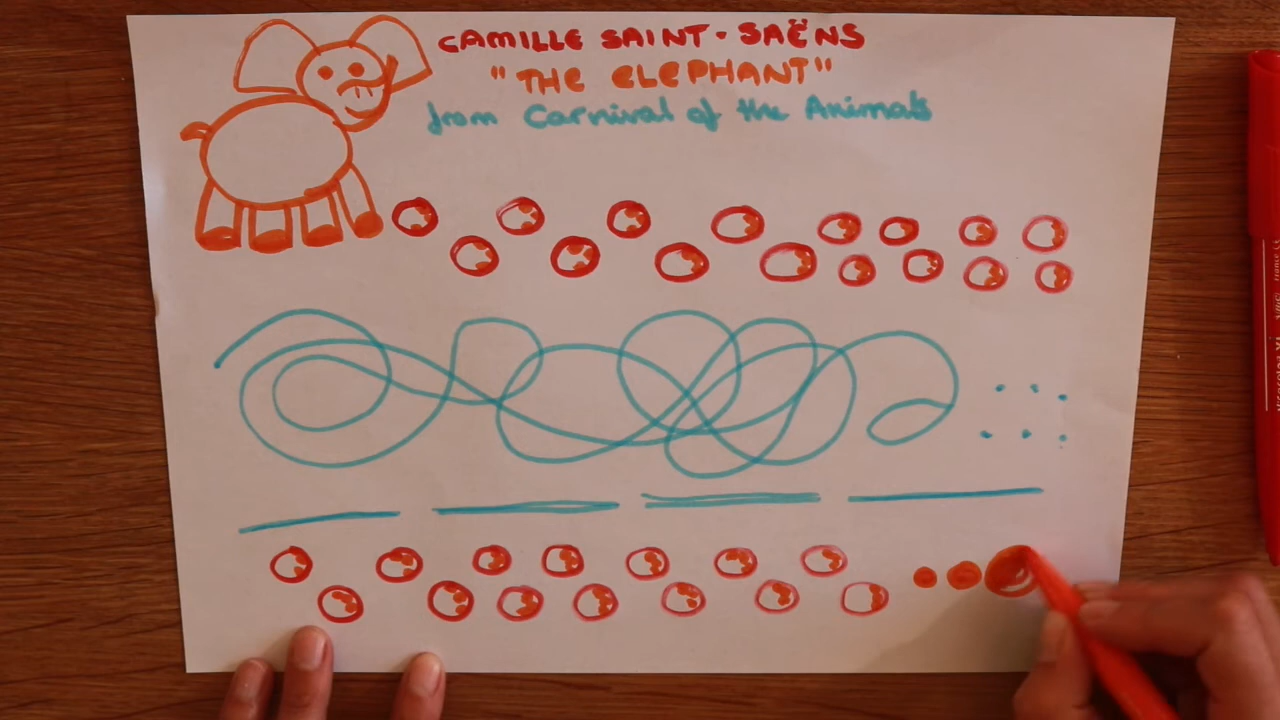 CAMILLE SAINT-SAËNS
"THE ELEPHANT"
from Carnival of the Animals